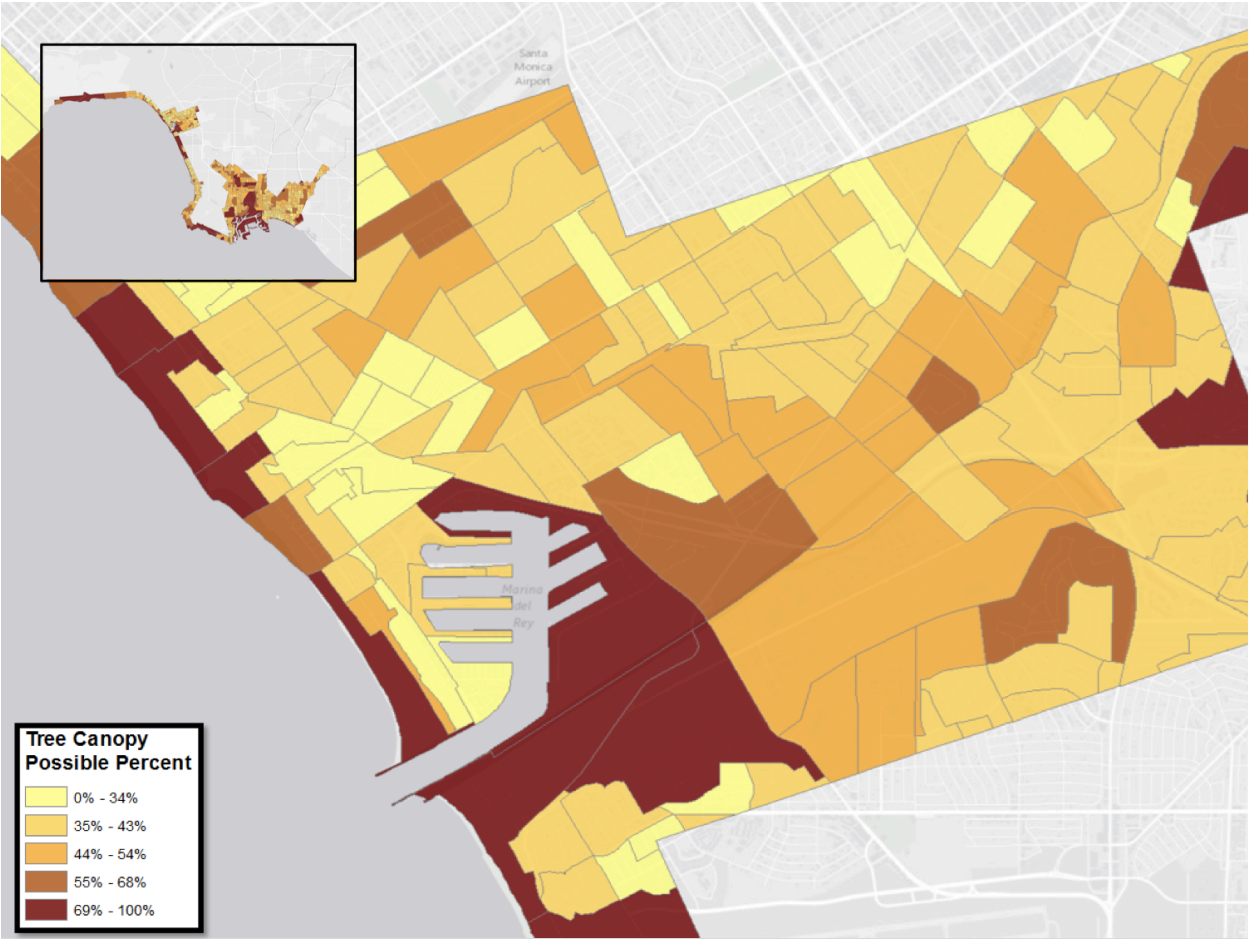 Santa
Monica
Airport
Marina
del
Rey
Tree Canopy
Possible Percent
0% - 34%
35% - 43%
44% - 54%
55% - 68%
69% - 100%